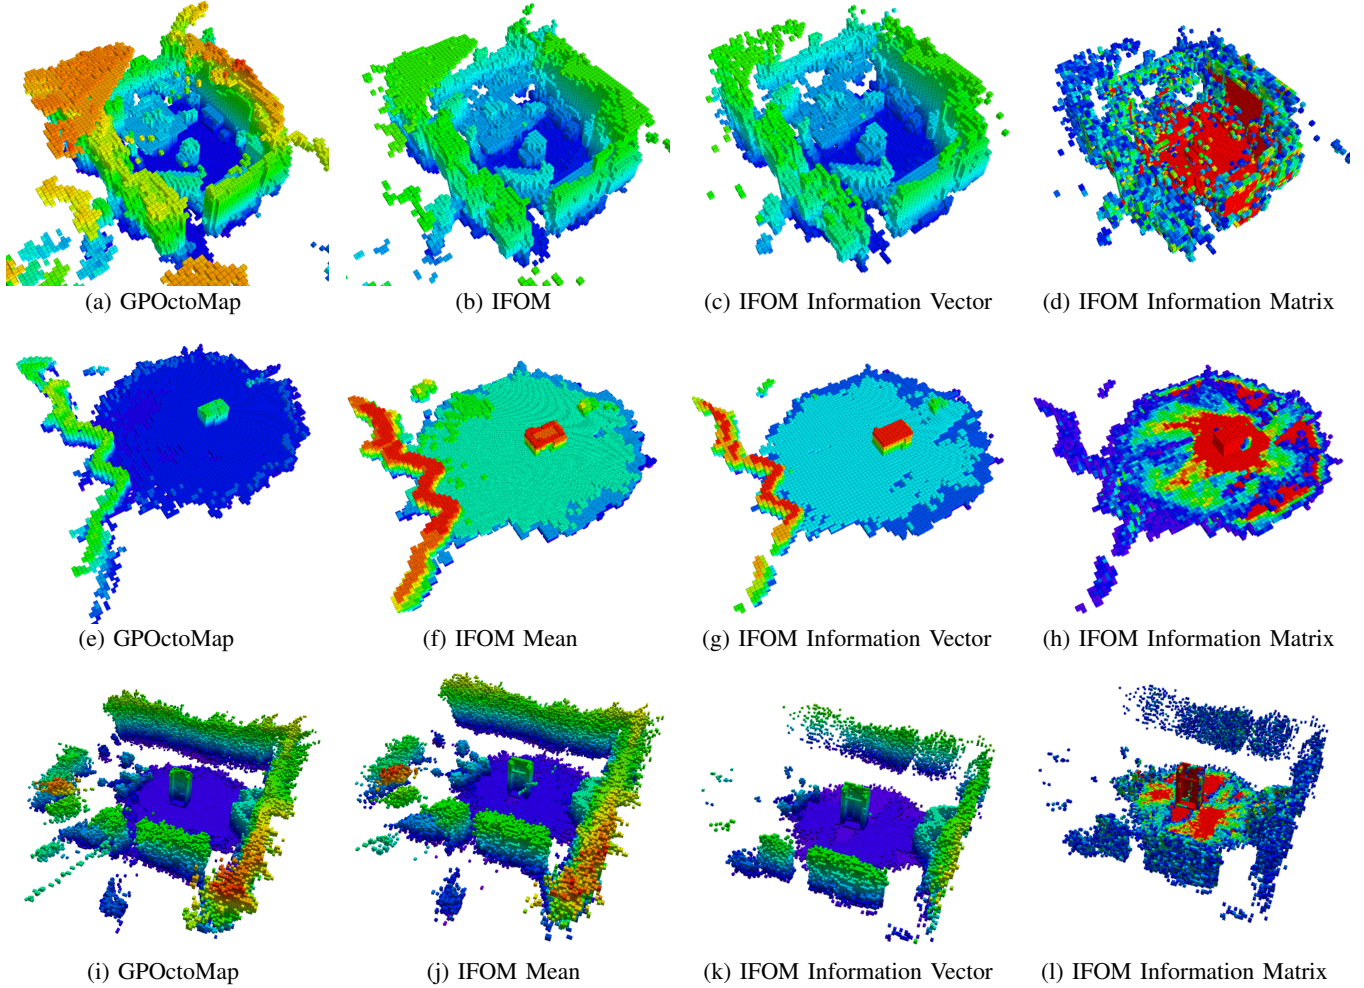 (a) GPOctoMap
(b) IFOM
(c) IFOM Information Vector
(d) IFOM Information Matrix
(e) GPOctoMap
(f) IFOM Mean
(g) IFOM Information Vector
(h) IFOM Information Matrix
(i) GPOctoMap
(j) IFOM Mean
(k) IFOM Information Vector
(l) IFOM Information Matrix